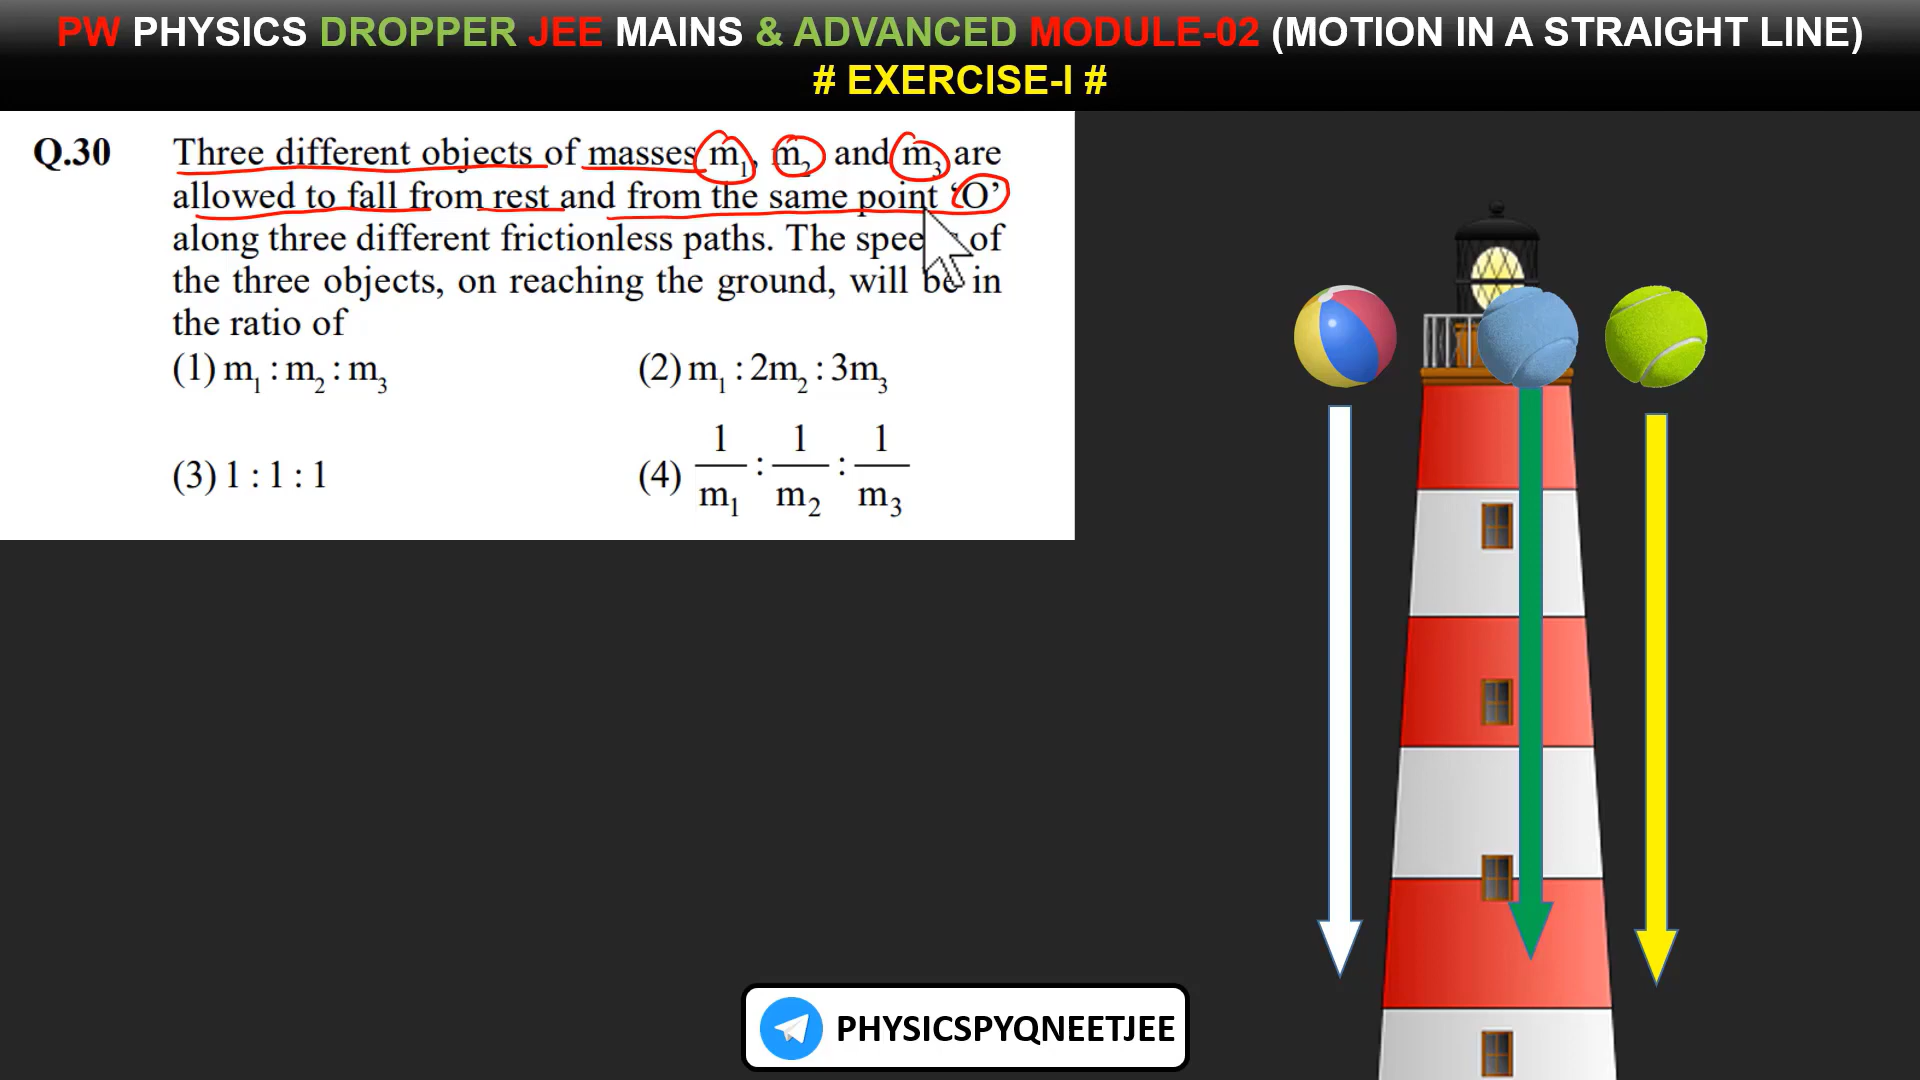 PW PHYSICS DROPPER JEE MAINS & ADVANCED MODULE-02 (MOTION IN A STRAIGHT LINE)
# EXERCISE-I #
Q.30 Three different objects of masses m₁, m₂ and m₃ are
allowed to fall from rest and from the same point ‘O’
along three different frictionless paths. The of
the three objects, on reaching the ground, will be in
the ratio of
(1) m₁ : m₂ : m₃ (2) m₁ : 2m₂ : 3m₃
(3) 1 : 1 : 1 (4) 1/m₁ : 1/m₂ : 1/m₃
PHYSICSPYQNEETJEE